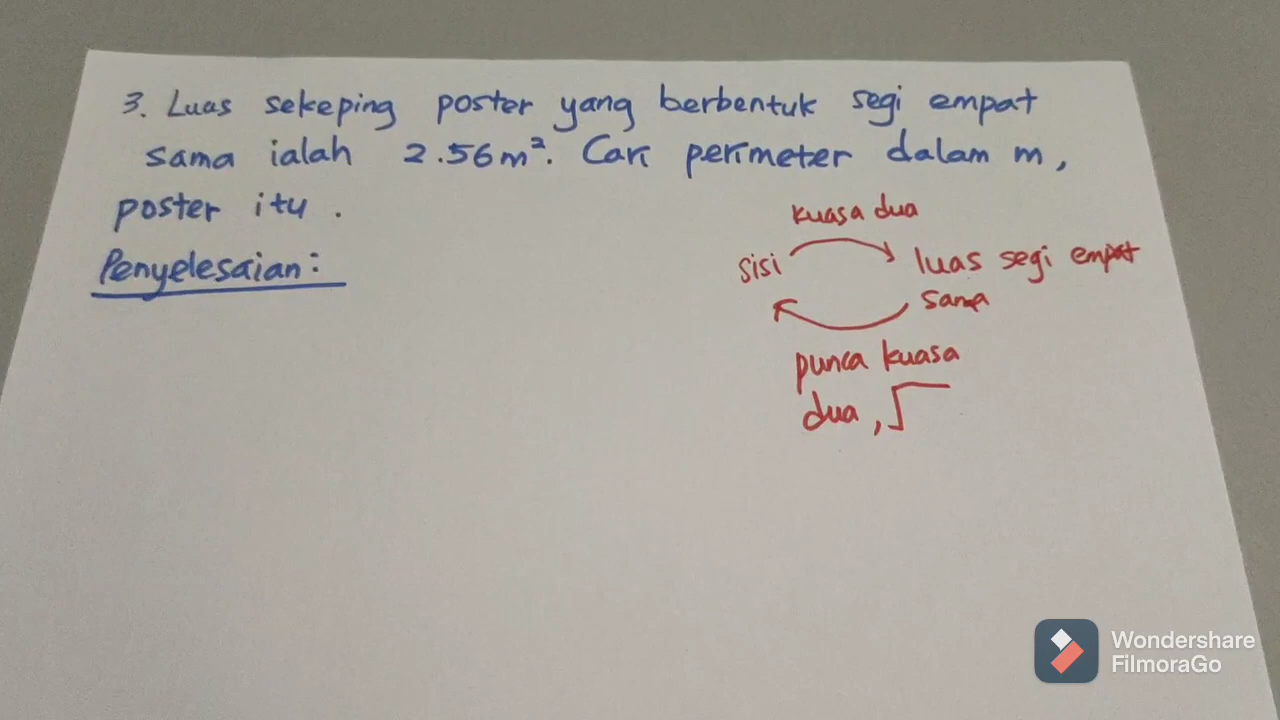 3. Luas sekeping poster yang berbentuk segi empat
sama ialah 2.56m². Cari perimeter dalam m,
poster itu.
Penyelesaian:
kuasa dua
sisi
luas segi empat
sama
punca kuasa
dua, √
Wondershare
FilmoraGo